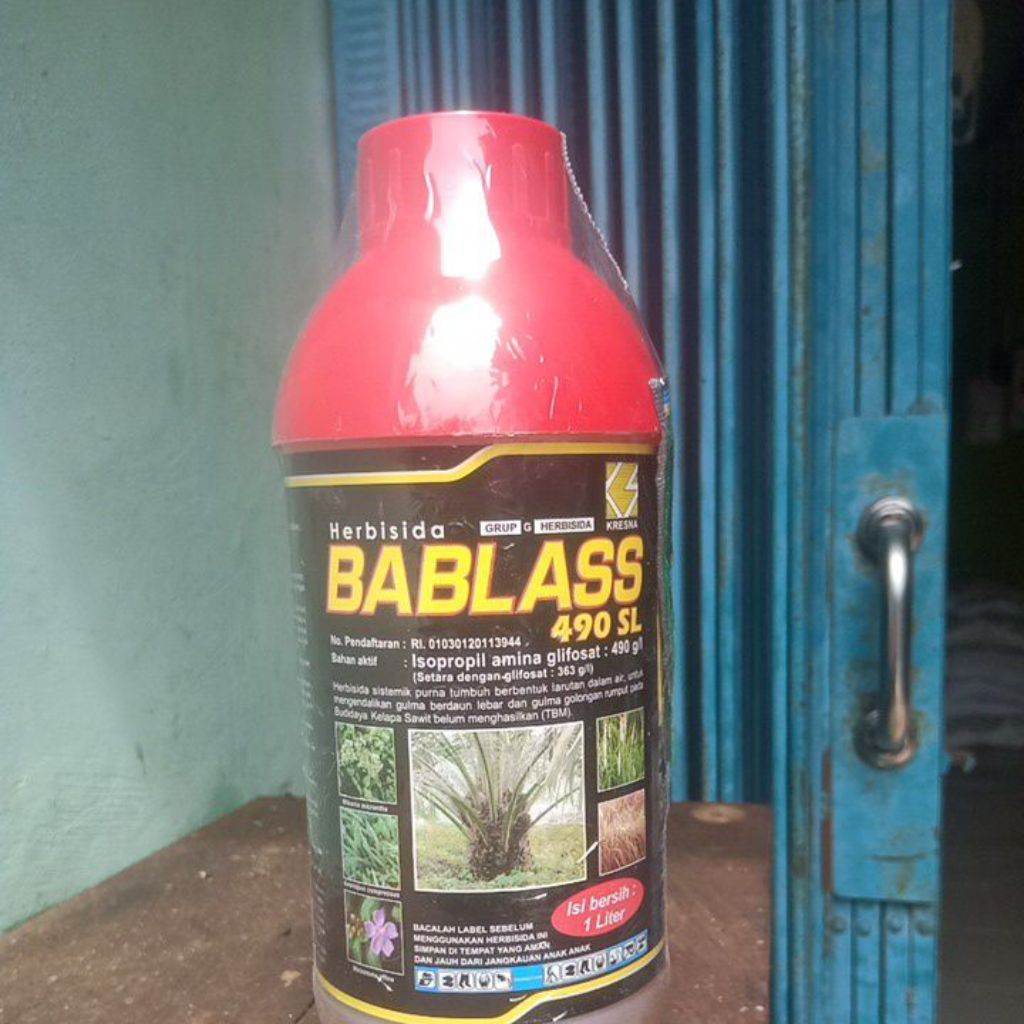 KRESNA
Herbisida GRUP G HERBISIDA
BABLASS
490 SL
No. Pendaftaran : RI. 01030120113944
Bahan aktif : Isopropil amina glifosat : 490 g/l
(Setara dengan glifosat : 363 g/l)
Herbisida sistemik purna tumbuh berbentuk larutan dalam air, untuk
mengendalikan gulma berdaun lebar dan gulma golongan rumput pada
Budidaya Kelapa Sawit belum menghasilkan (TBM).
Mikania micrantha
Isi bersih :
1 Liter
BACALAH LABEL SEBELUM
MENGGUNAKAN HERBISIDA INI
SIMPAN DI TEMPAT YANG AMAN
DAN JAUH DARI JANGKAUAN ANAK ANAK